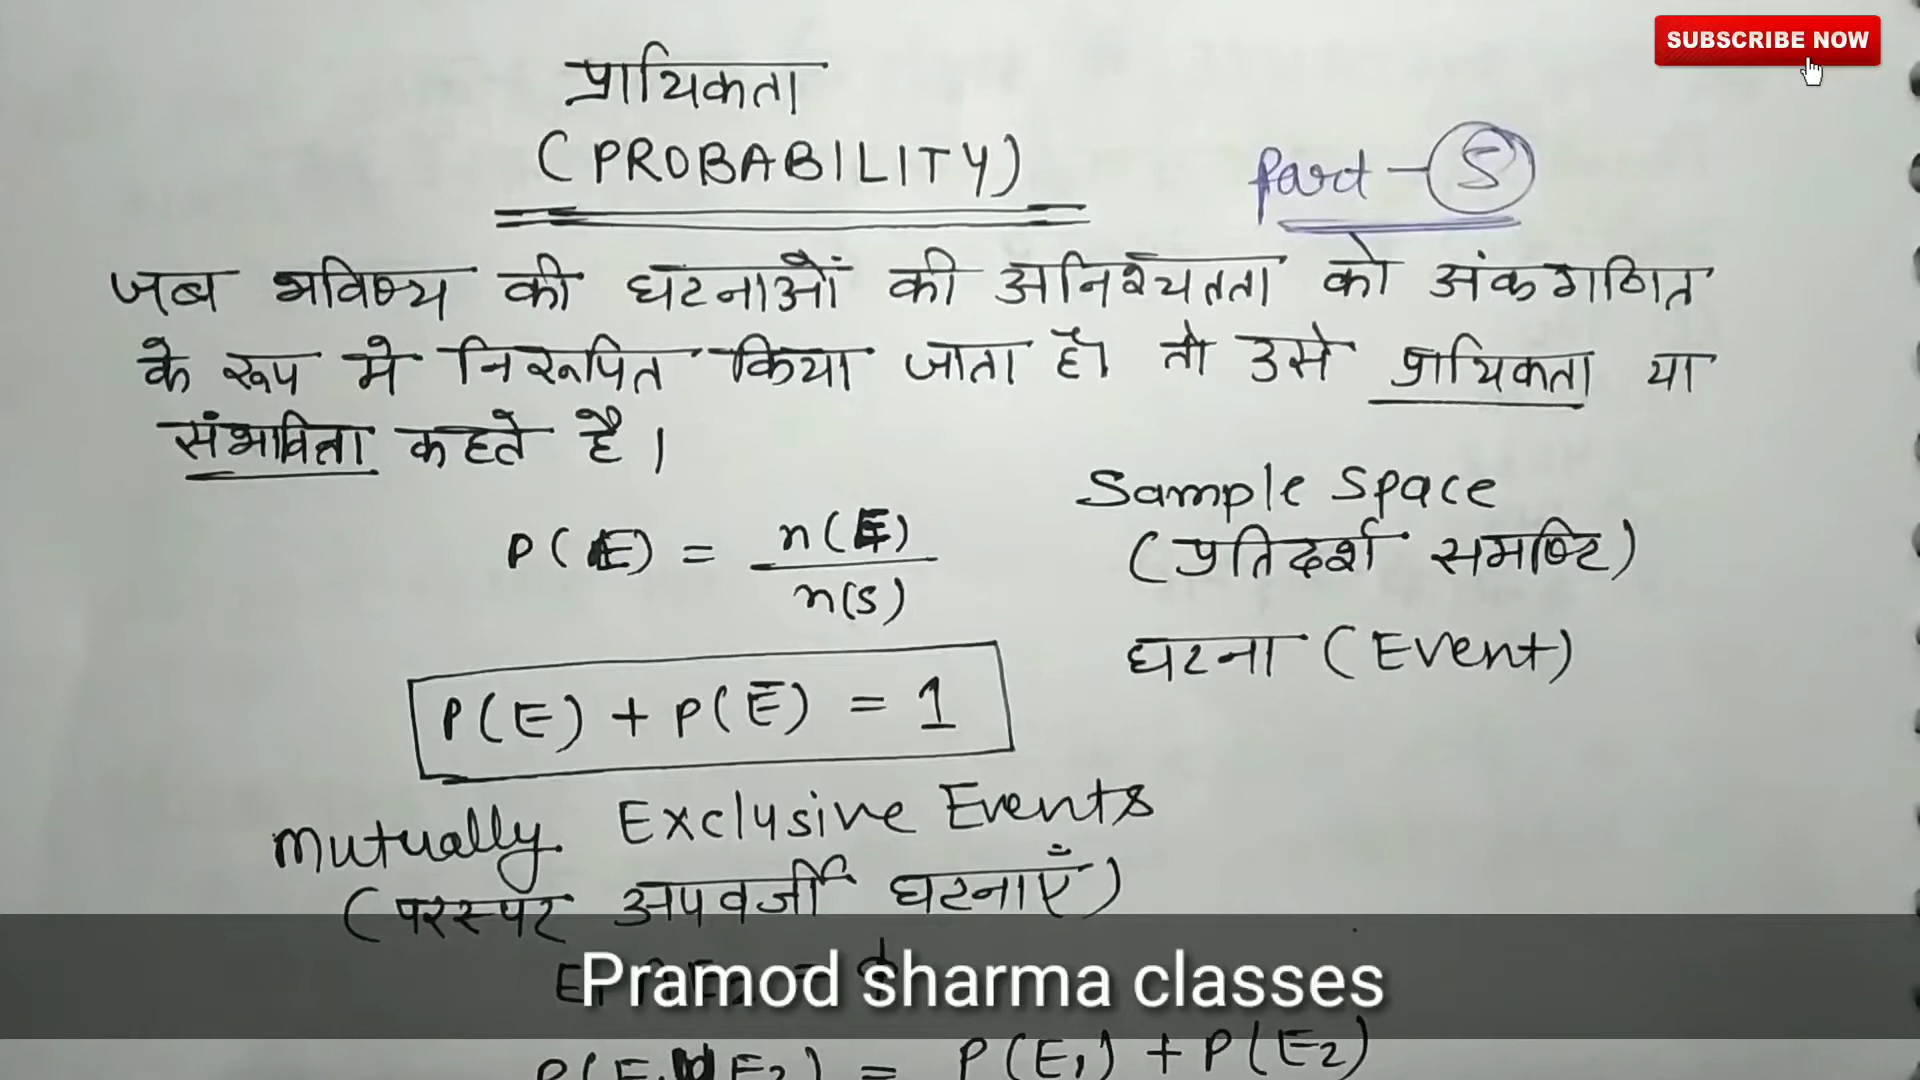 SUBSCRIBE NOW
प्रायिकता
(PROBABILITY)
Part-5
जब भविष्य की घटनाओं की अनिश्चयतता को अंकगणित
के रूप मे निरूपित किया जाता है। तो उसे प्रायिकता या
संभाविता कहते है।
P(E) = n(E)/n(S)
Sample Space
(प्रतिदर्श समष्टि)
घटना (Event)
P(E) + P(Ē) = 1
Mutually Exclusive Events
(परस्पर अपवर्जी घटनाएँ)
Pramod sharma classes
= P(E₁) + P(E₂)